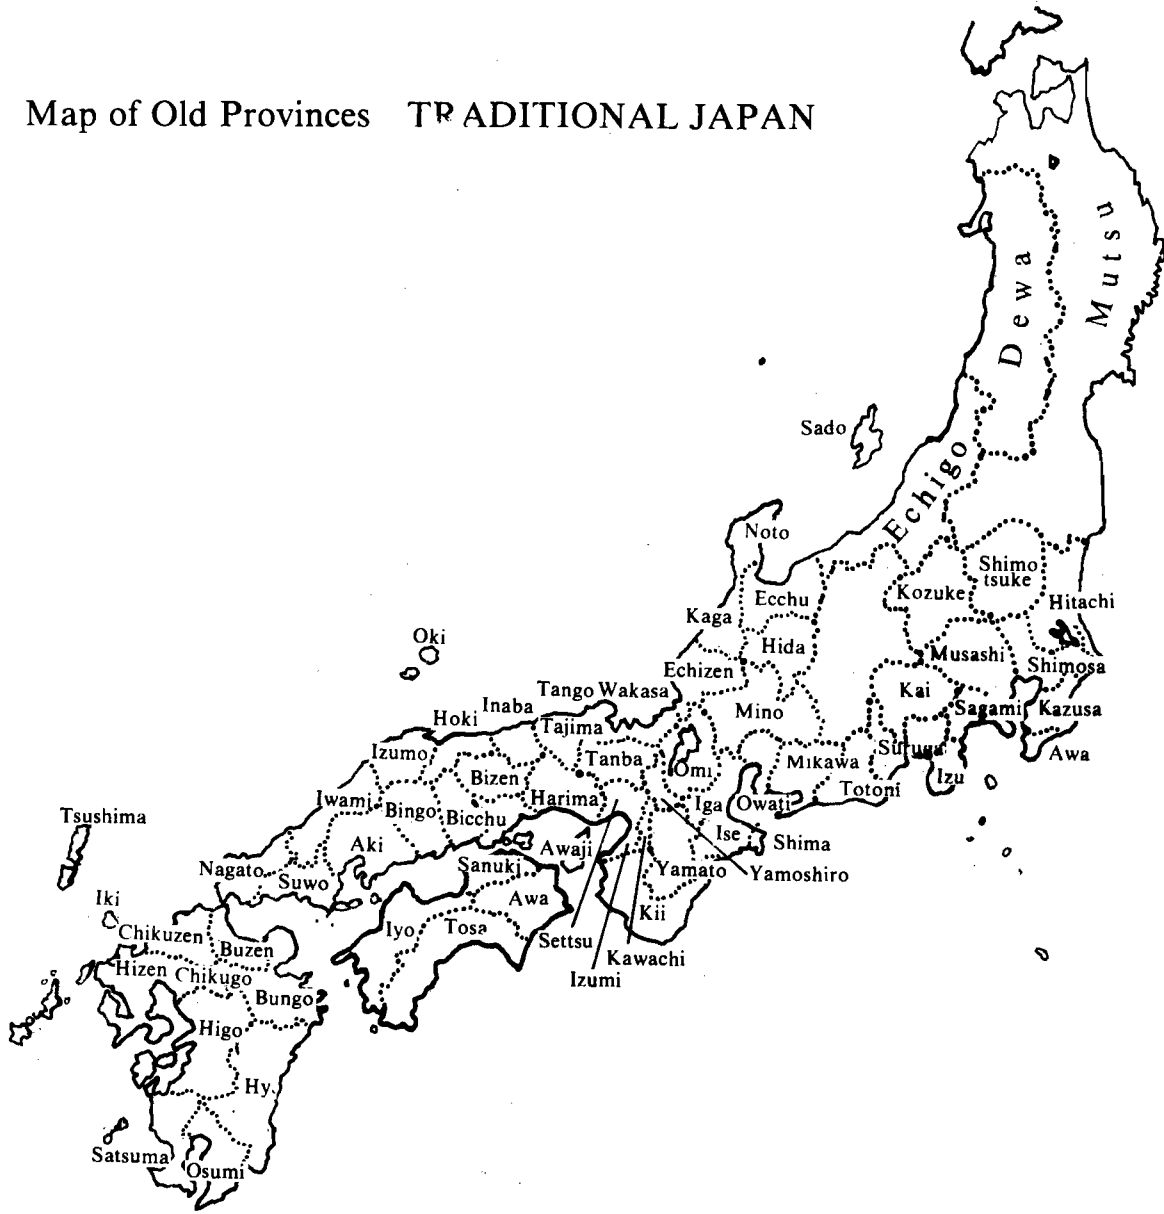 Map of Old Provinces TRADITIONAL JAPAN
Mutsu
Dewa
Sado
Echigo
Noto
Shimo
tsuke
Kozuke
Ecchu
Hitachi
Kaga
Oki
Hida
Musashi
Echizen
Shimosa
Tango Wakasa
Kai
Inaba
Mino
Sagami
Kazusa
Hoki
Tajima
Izumo
Suruga
Tanba
Mikawa
Awa
Omi
Bizen
Izu
Totoni
Iwami
Harima
Iga
Owati
Bingo
Bicchu
Tsushima
Ise
Shima
Aki
Awaji
Nagato
Sanuki
Yamato
Yamoshiro
Suwo
Iki
Awa
Kii
Chikuzen
Iyo
Tosa
Buzen
Settsu
Kawachi
Hizen
Chikugo
Izumi
Bungo
Higo
Hy
Satsuma
Osumi